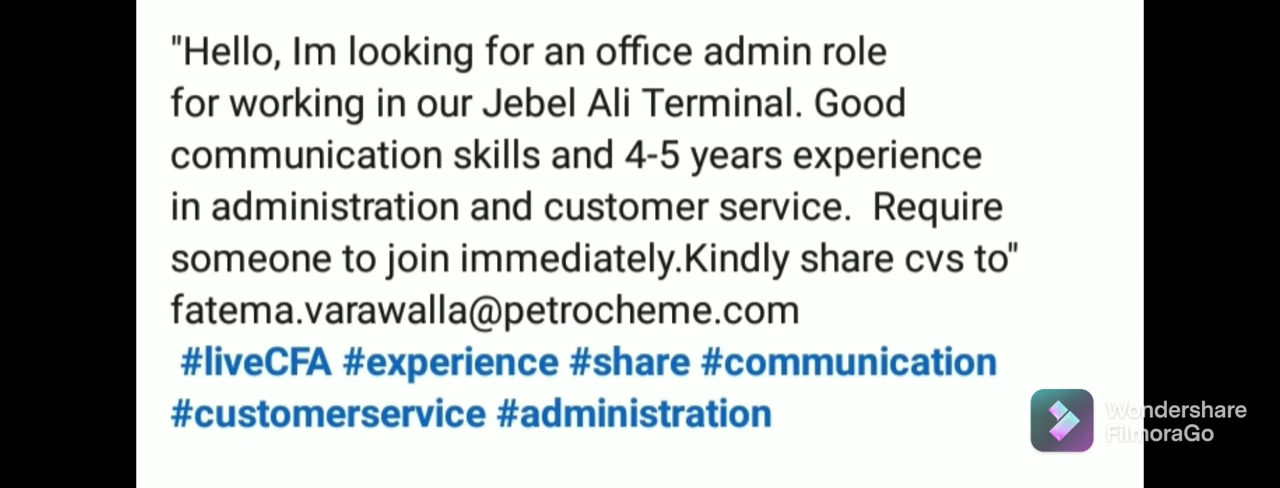 "Hello, Im looking for an office admin role
for working in our Jebel Ali Terminal. Good
communication skills and 4-5 years experience
in administration and customer service.  Require
someone to join immediately.Kindly share cvs to"
fatema.varawalla@petrocheme.com
#liveCFA #experience #share #communication
#customerservice #administration
Wondershare
FilmoraGo